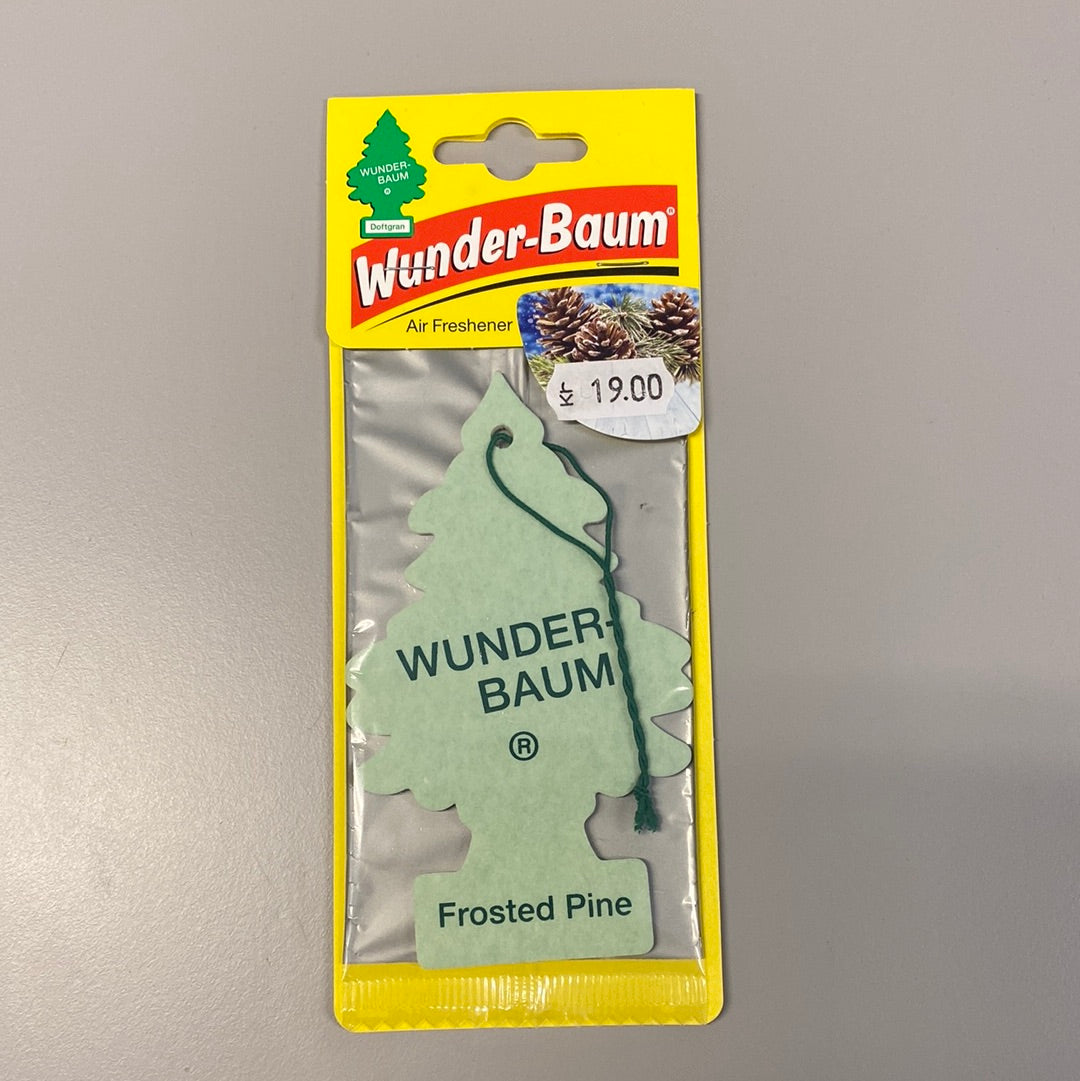 WUNDER-
BAUM
®
Doftgran
Wunder-Baum®
Air Freshener
Kr 19.00
WUNDER-
BAUM
®
Frosted Pine